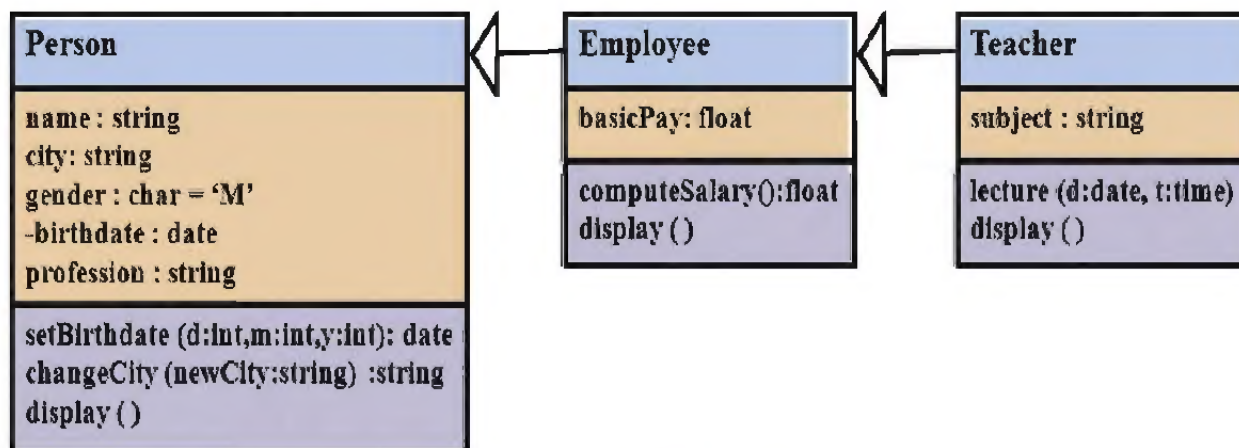 Person
name : string
city: string
gender : char = ‘M’
-birthdate : date
profession : string
setBirthdate (d:int,m:int,y:int): date
changeCity (newCity:string) :string
display ( )
Employee
basicPay: float
computeSalary():float
display ( )
Teacher
subject : string
lecture (d:date, t:time)
display ( )